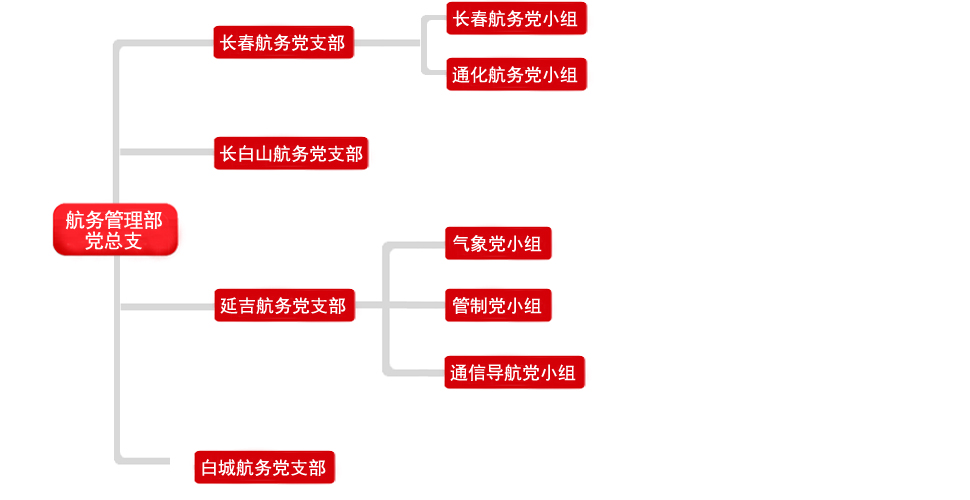 长春航务党小组
长春航务党支部
通化航务党小组
长白山航务党支部
航务管理部
党总支
气象党小组
延吉航务党支部
管制党小组
通信导航党小组
白城航务党支部